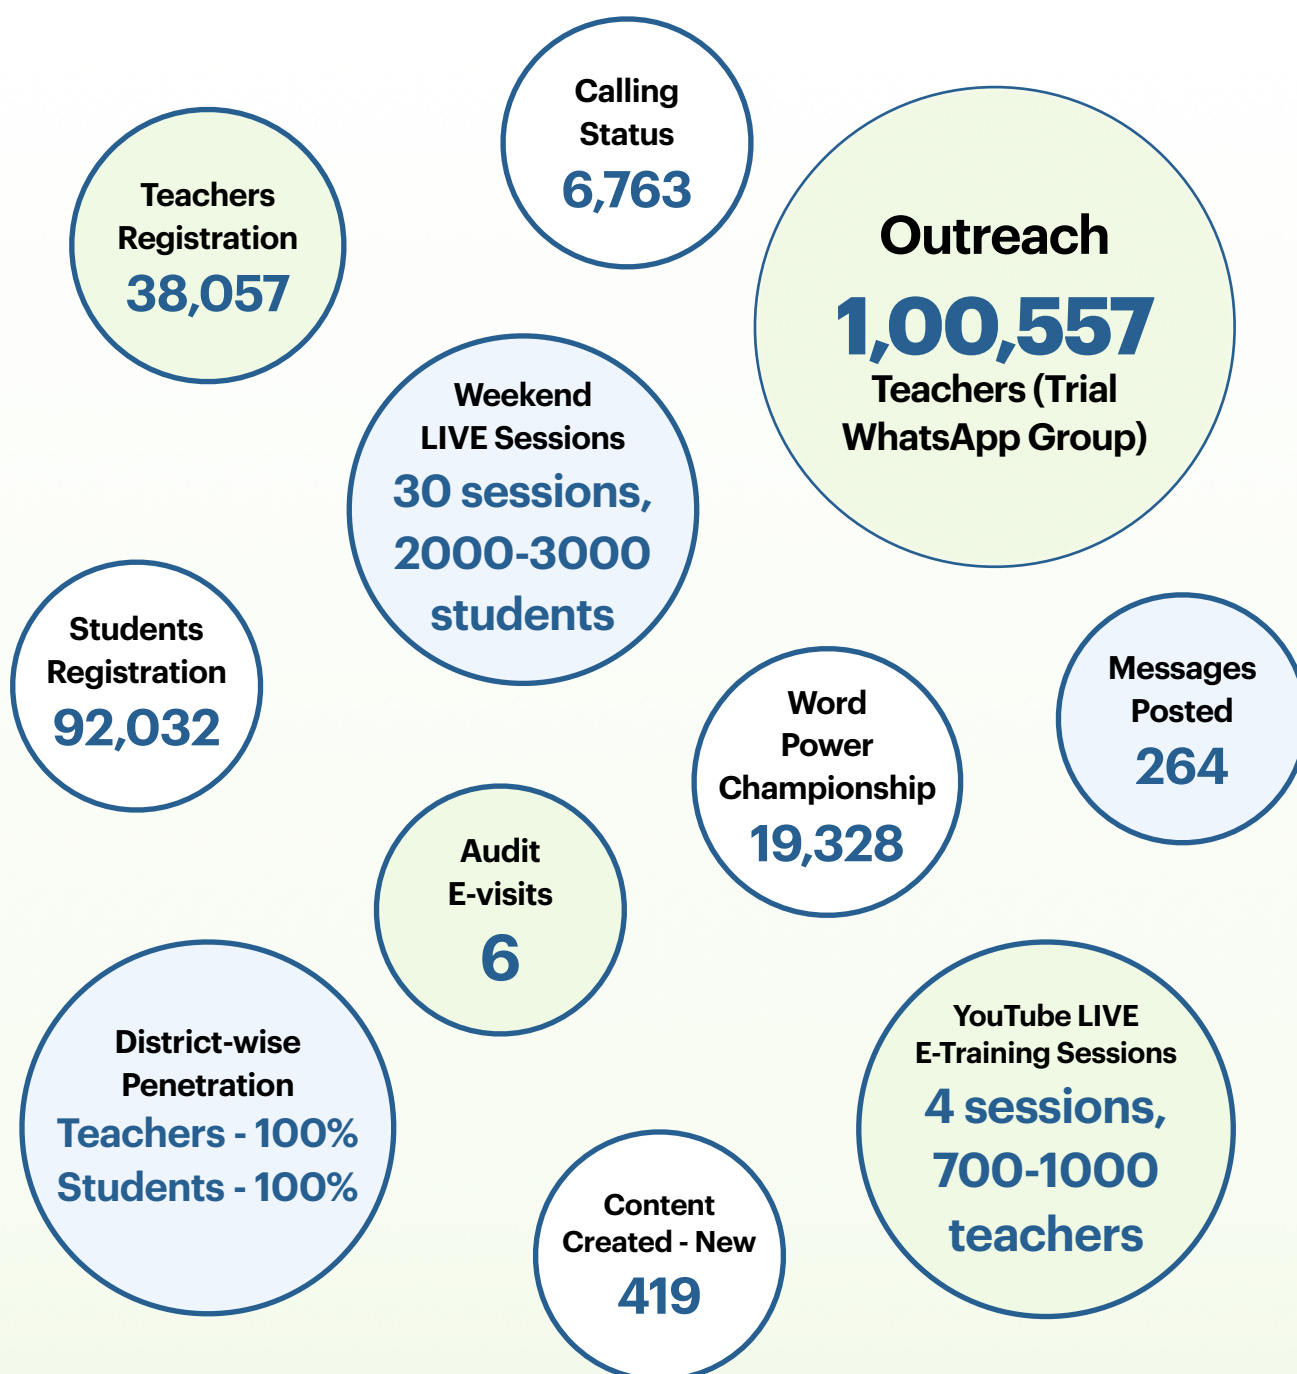 Calling
Status
6,763
Teachers
Registration
38,057
Outreach
1,00,557
Teachers (Trial
WhatsApp Group)
Weekend
LIVE Sessions
30 sessions,
2000-3000
students
Students
Registration
92,032
Word
Power
Championship
19,328
Messages
Posted
264
Audit
E-visits
6
District-wise
Penetration
Teachers - 100%
Students - 100%
YouTube LIVE
E-Training Sessions
4 sessions,
700-1000
teachers
Content
Created - New
419